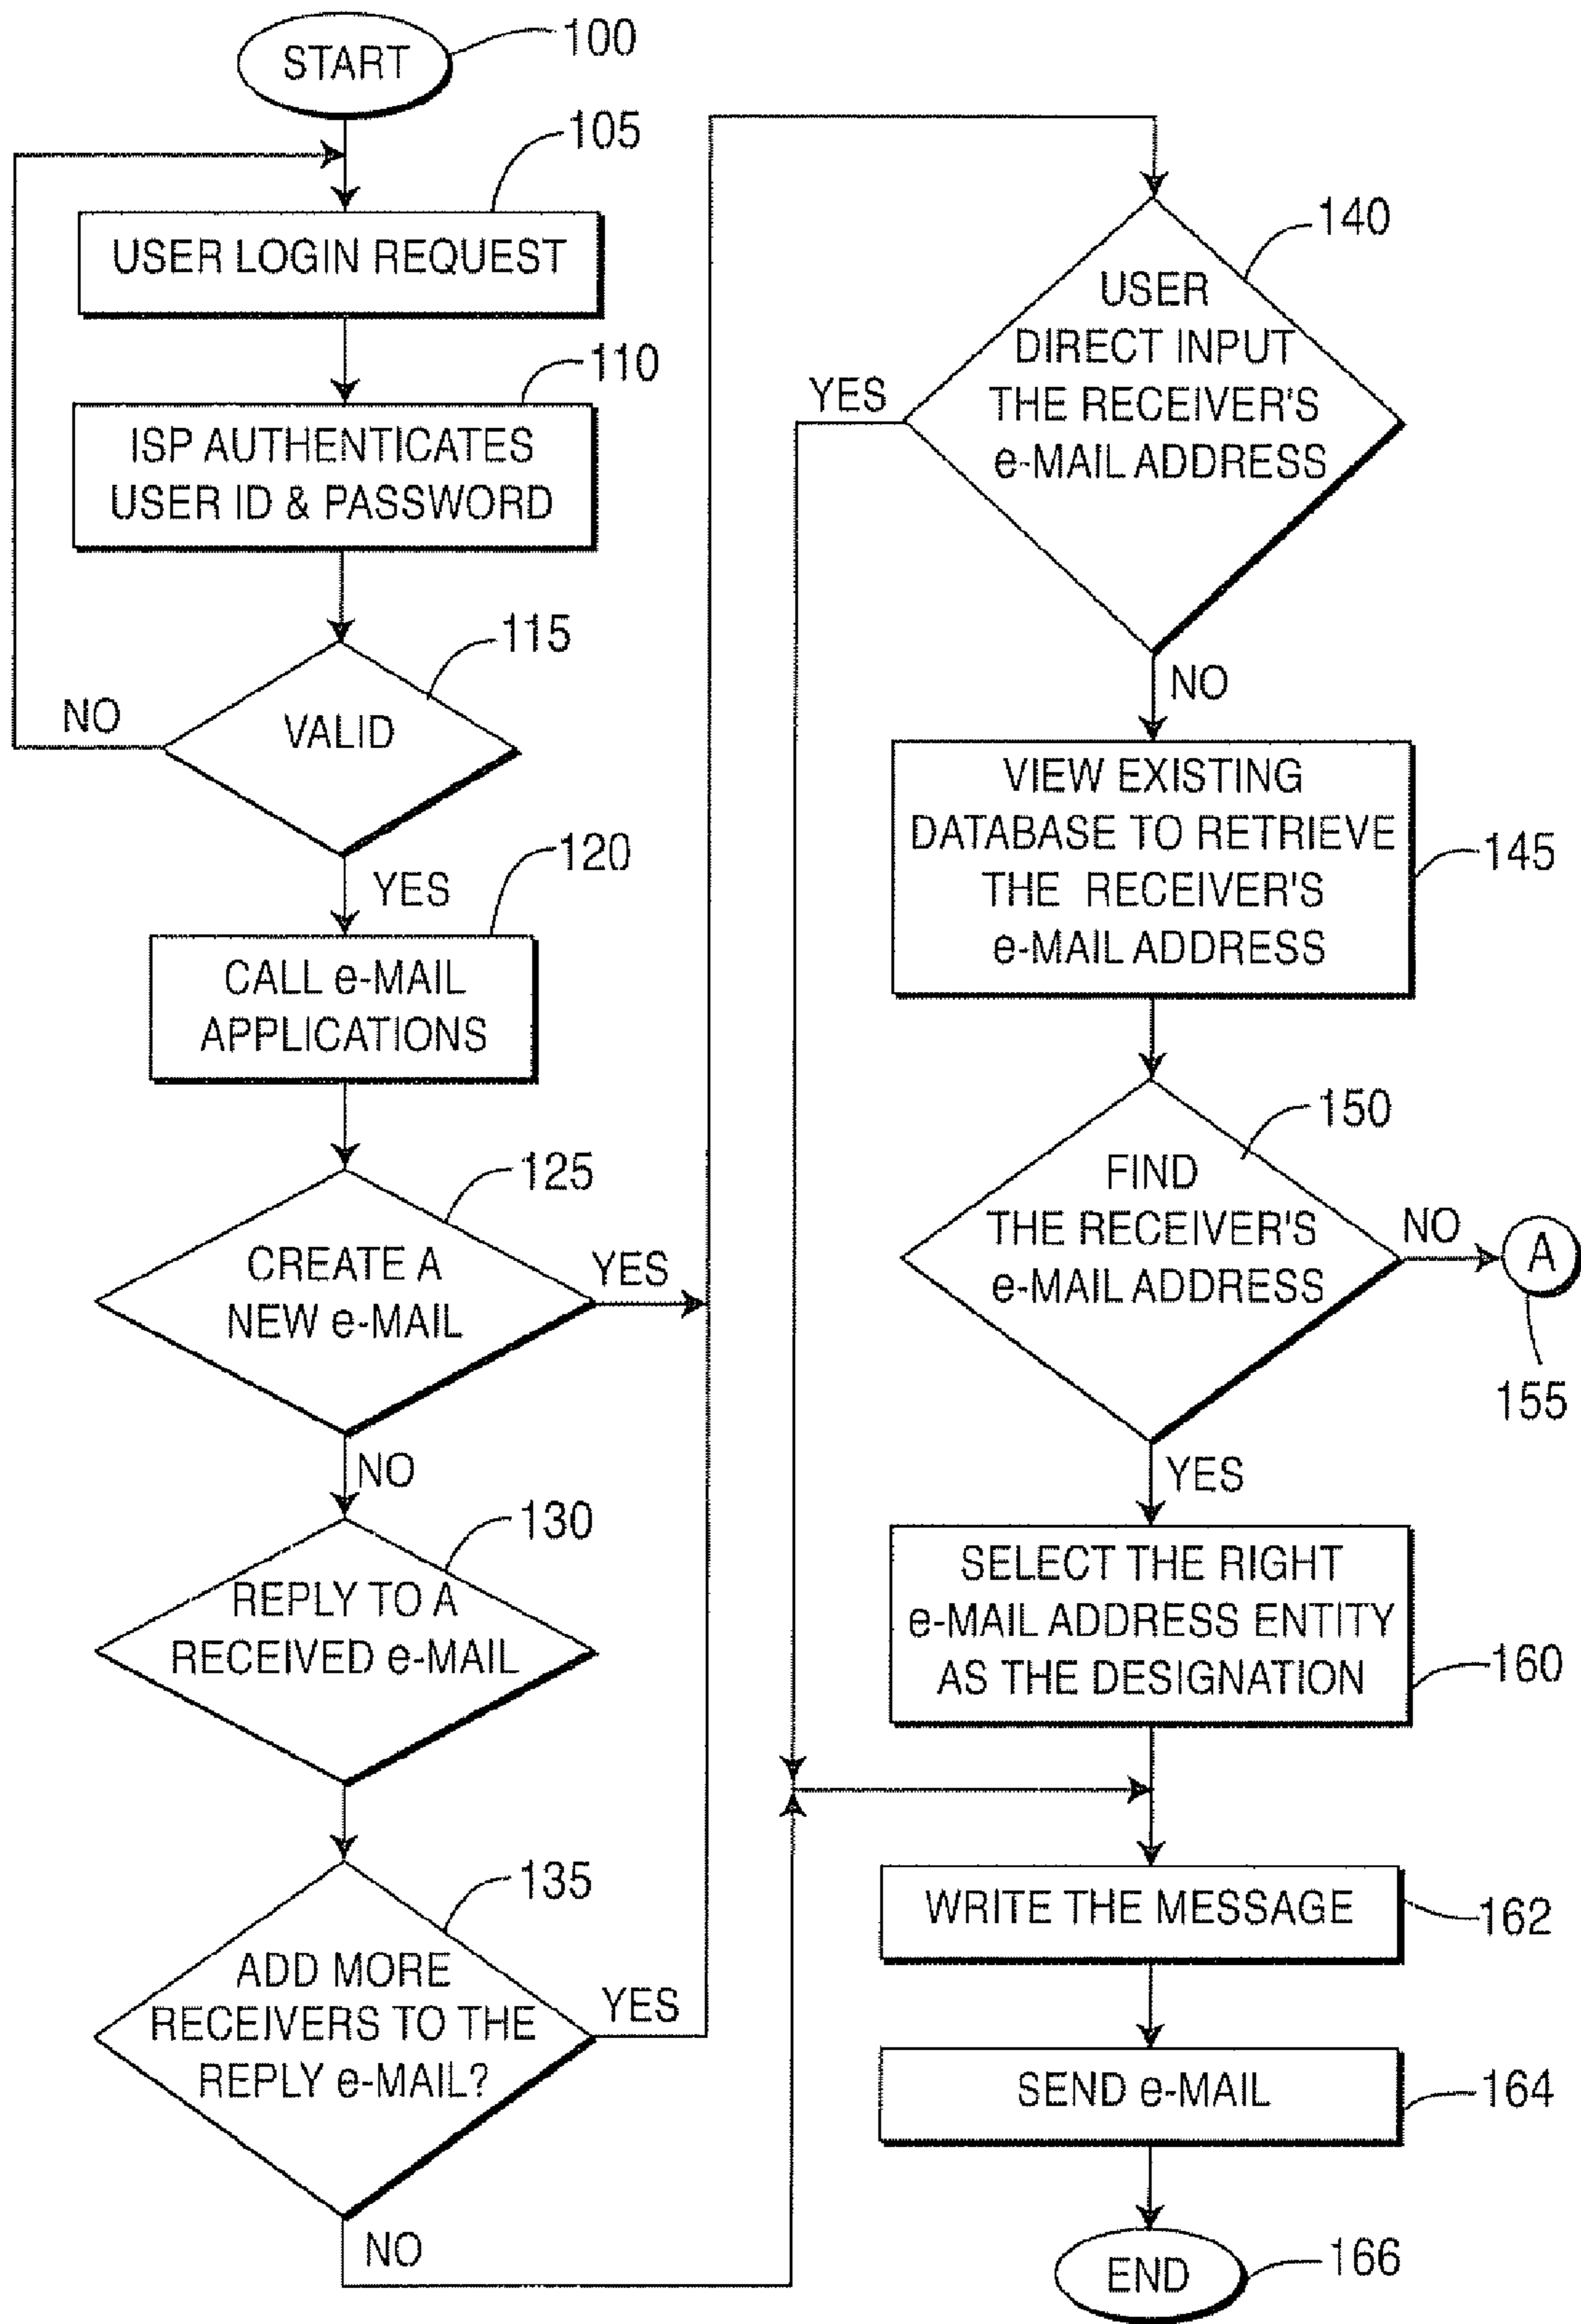 START
100
105
USER LOGIN REQUEST
110
ISP AUTHENTICATES
USER ID & PASSWORD
115
VALID
NO
YES
120
CALL e-MAIL
APPLICATIONS
125
CREATE A
NEW e-MAIL
YES
NO
130
REPLY TO A
RECEIVED e-MAIL
135
ADD MORE
RECEIVERS TO THE
REPLY e-MAIL?
YES
NO
140
USER
DIRECT INPUT
THE RECEIVER'S
e-MAIL ADDRESS
YES
NO
VIEW EXISTING
DATABASE TO RETRIEVE
THE RECEIVER'S
e-MAIL ADDRESS
145
150
FIND
THE RECEIVER'S
e-MAIL ADDRESS
NO
A
155
YES
SELECT THE RIGHT
e-MAIL ADDRESS ENTITY
AS THE DESIGNATION
160
WRITE THE MESSAGE
162
SEND e-MAIL
164
END
166